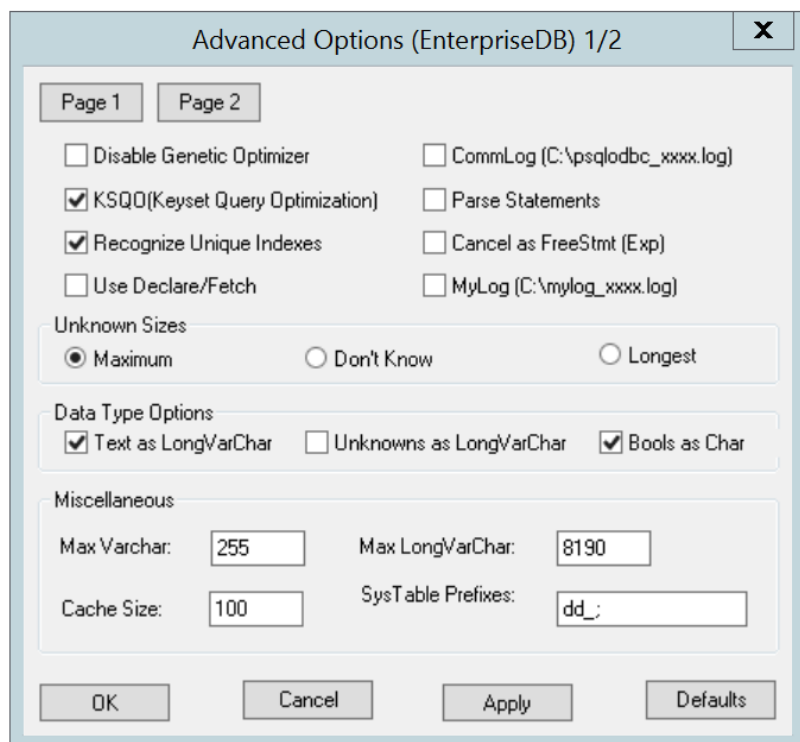 Advanced Options (EnterpriseDB) 1/2
X
Page 1 Page 2
Disable Genetic Optimizer CommLog (C:\psqlodbc_xxxx.log)
KSQO(Keyset Query Optimization) Parse Statements
Recognize Unique Indexes Cancel as FreeStmt (Exp)
Use Declare/Fetch MyLog (C:\mylog_xxxx.log)
Unknown Sizes
Maximum Don't Know Longest
Data Type Options
Text as LongVarChar Unknowns as LongVarChar Bools as Char
Miscellaneous
Max Varchar: 255 Max LongVarChar: 8190
Cache Size: 100 SysTable Prefixes: dd_;
OK Cancel Apply Defaults